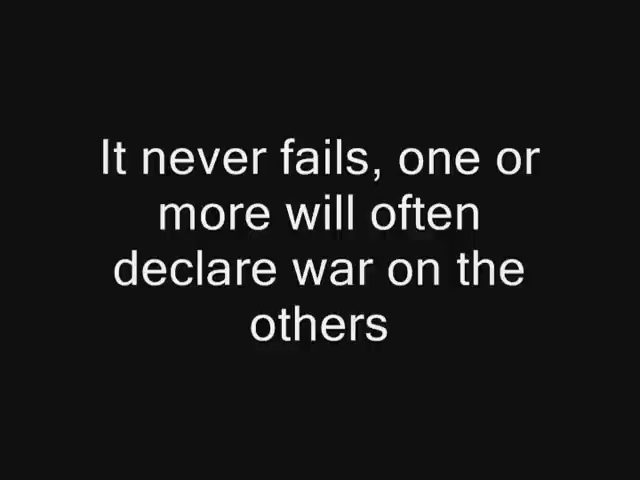 It never fails, one or
more will often
declare war on the
others